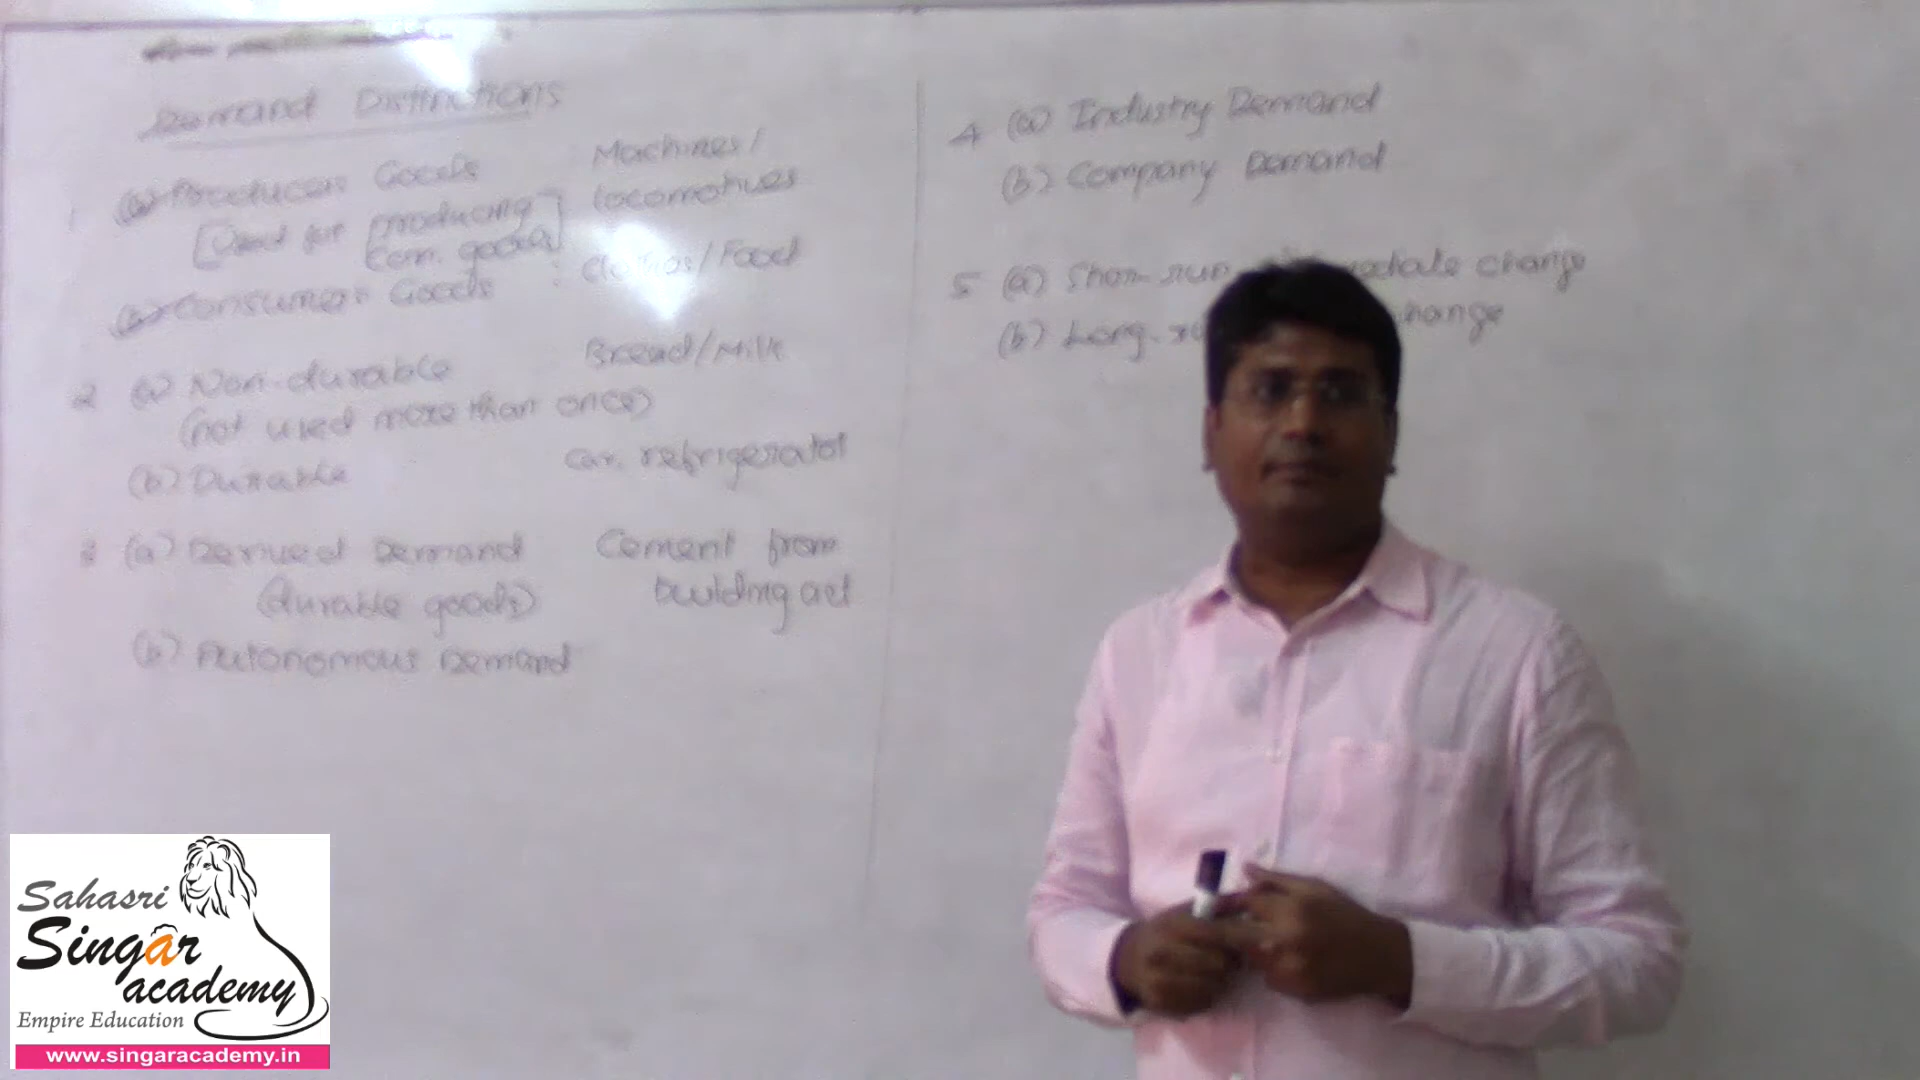 Demand Distinctions
1 (a) Producer Goods : Machines/
[Used for producing locomotives
Con. goods]
(b) Consumer Goods : /Food
2 (a) Non-durable Bread/Milk
(not used more than once)
(b) Durable Car, refrigerator
3 (a) Derived Demand Cement from
(durable goods) building act
(b) Autonomous Demand
4 (a) Industry Demand
(b) Company Demand
5 (a) Short-run change
(b) Long-
Sahasri
Singar
academy
Empire Education
www.singaracademy.in